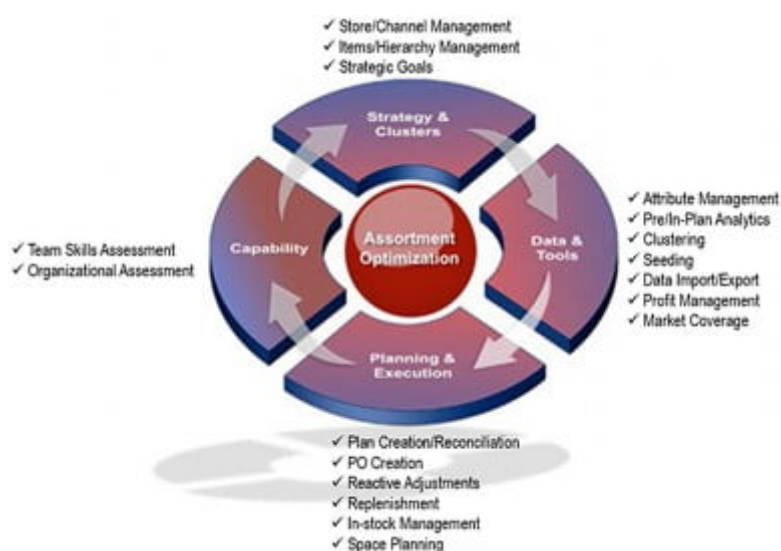 Store/Channel Management
Items/Hierarchy Management
Strategic Goals
Strategy &
Clusters
Attribute Management
Pre/In-Plan Analytics
Clustering
Seeding
Data Import/Export
Profit Management
Market Coverage
Data &
Tools
Assortment
Optimization
Capability
Team Skills Assessment
Organizational Assessment
Planning &
Execution
Plan Creation/Reconciliation
PO Creation
Reactive Adjustments
Replenishment
In-stock Management
Space Planning